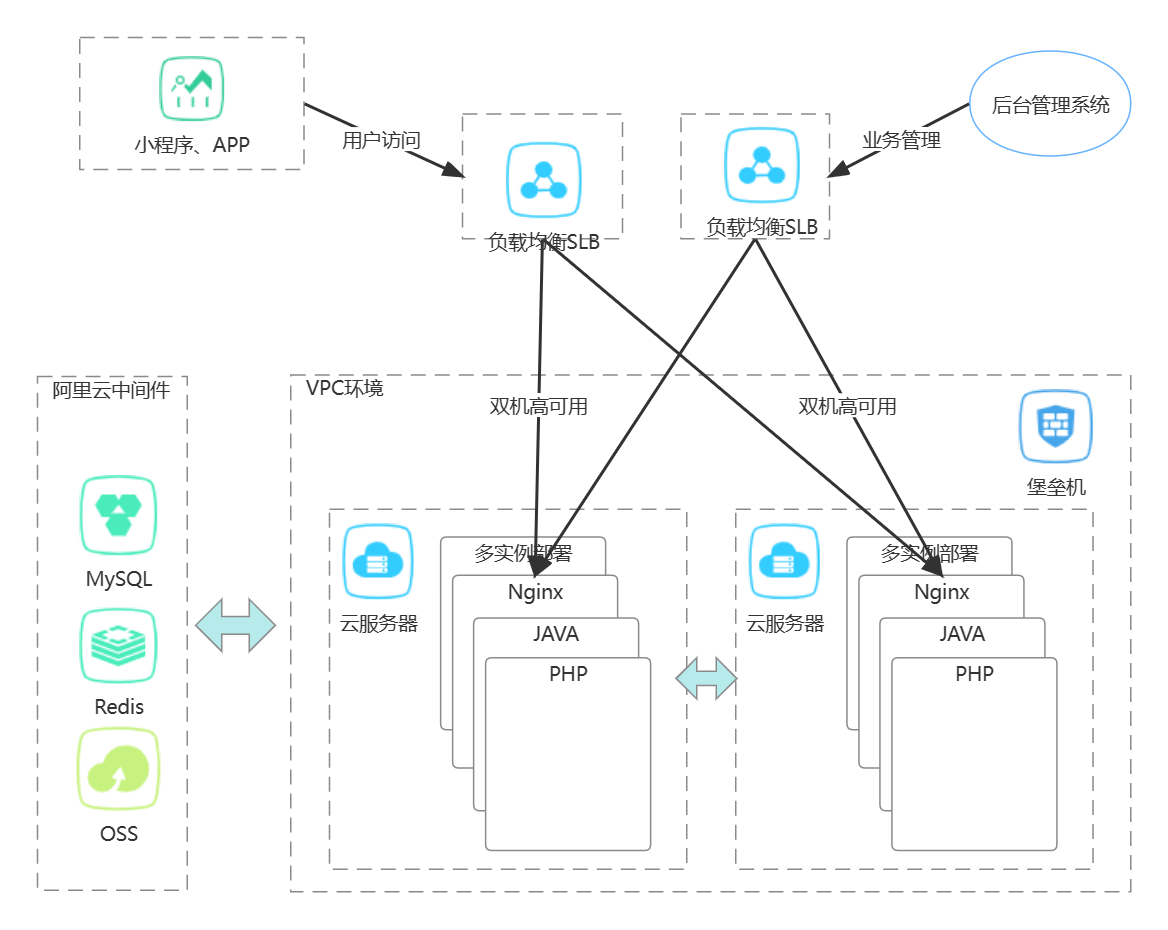 小程序、APP
用户访问
负载均衡SLB
负载均衡SLB
业务管理
后台管理系统
阿里云中间件
MySQL
Redis
OSS
VPC环境
双机高可用
双机高可用
堡垒机
云服务器
多实例部署
Nginx
JAVA
PHP
云服务器
多实例部署
Nginx
JAVA
PHP